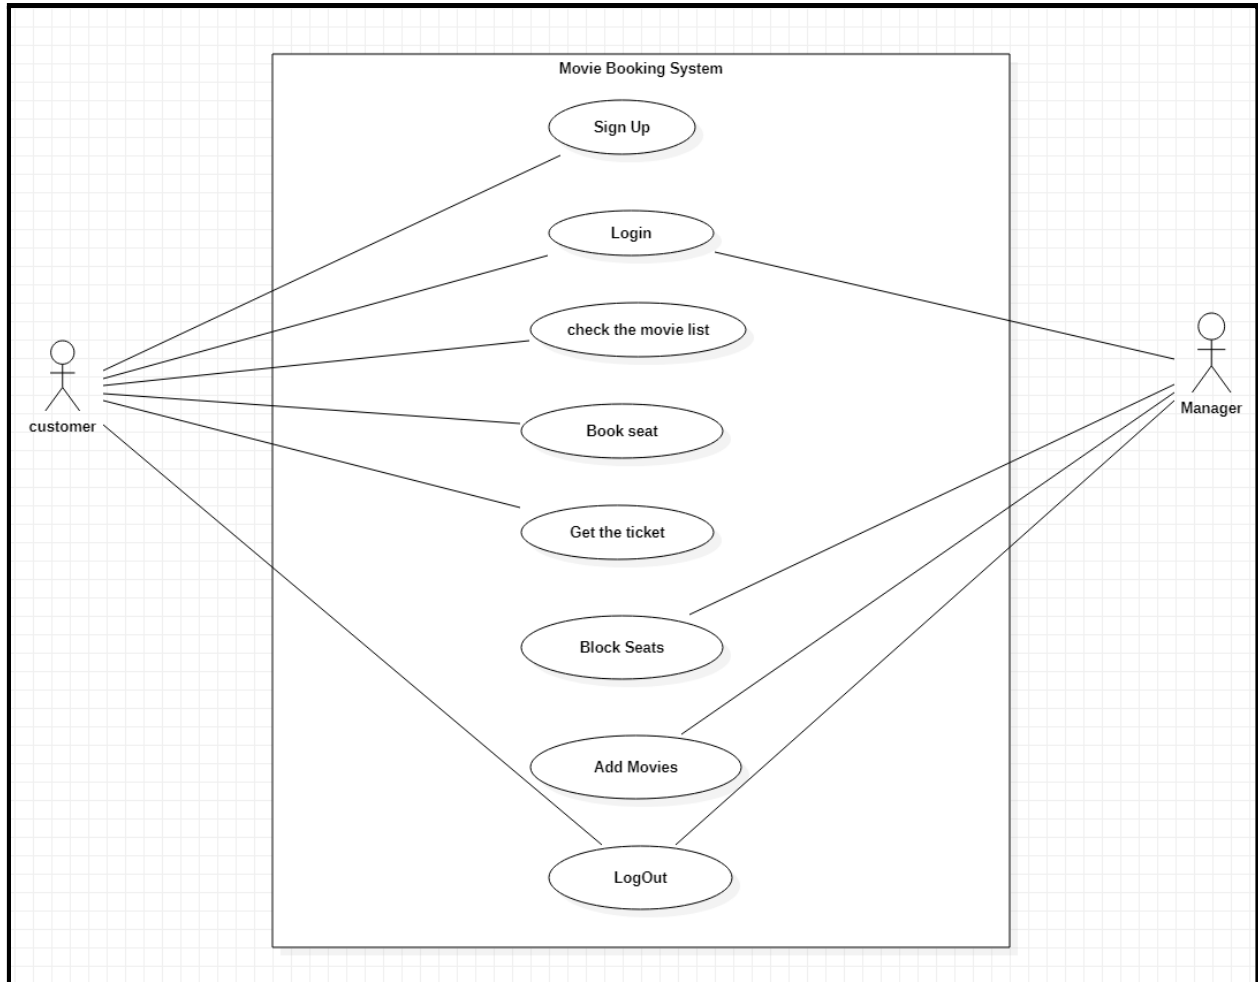 Movie Booking System
Sign Up
Login
check the movie list
customer
Manager
Book seat
Get the ticket
Block Seats
Add Movies
LogOut